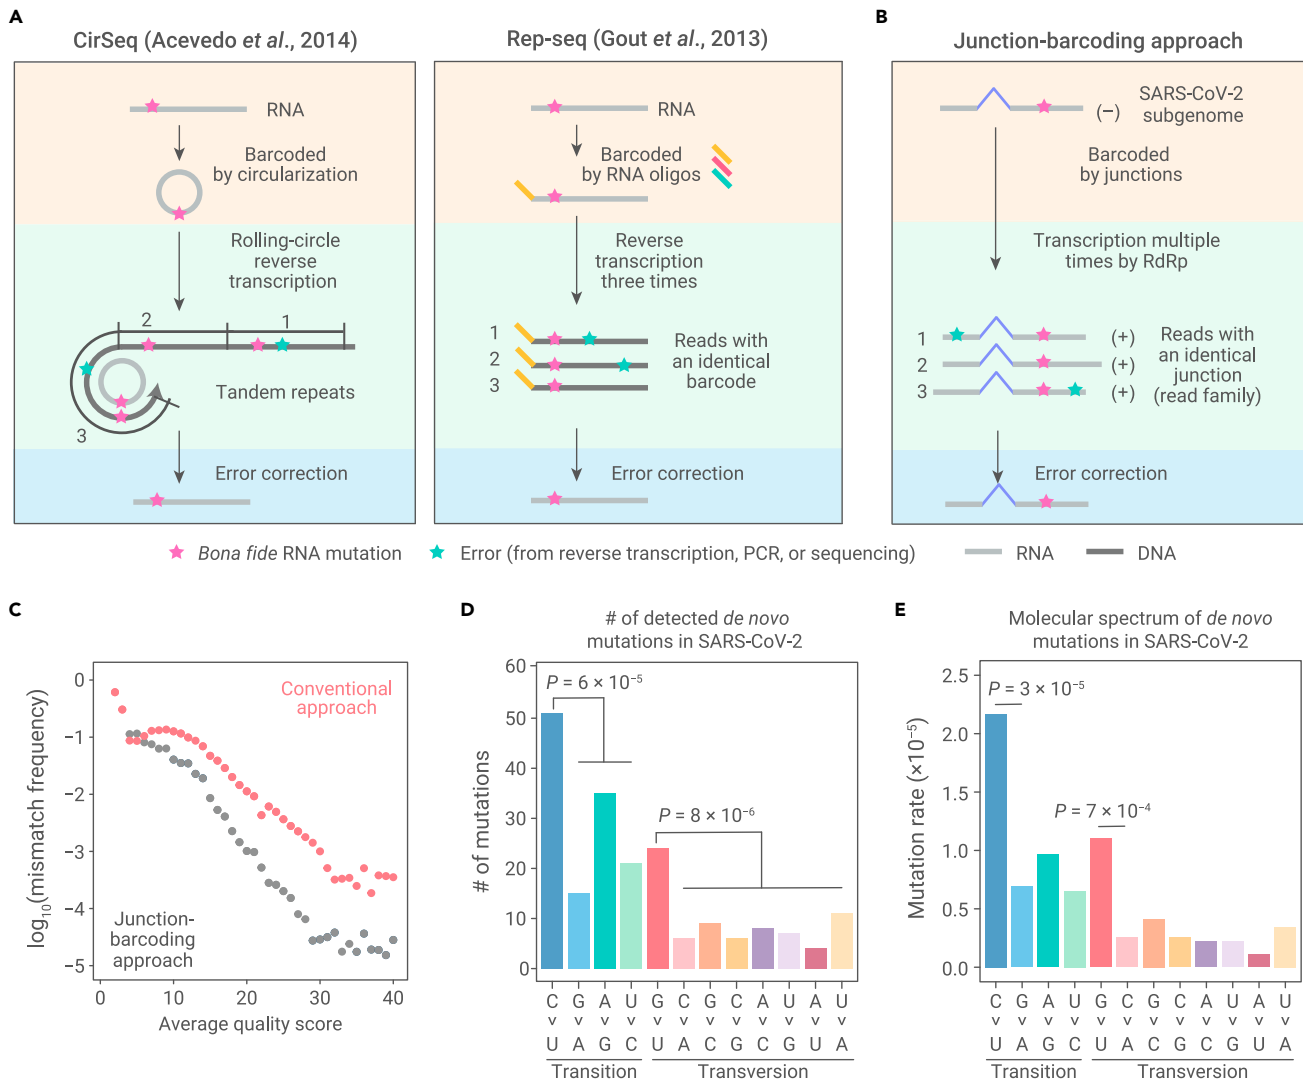 A
CirSeq (Acevedo et al., 2014)
RNA
Barcoded
by circularization
Rolling-circle
reverse
transcription
2
1
3
Tandem repeats
Error correction
Rep-seq (Gout et al., 2013)
RNA
Barcoded
by RNA oligos
Reverse
transcription
three times
1
2
3
Reads with
an identical
barcode
Error correction
B
Junction-barcoding approach
(−)
SARS-CoV-2
subgenome
Barcoded
by junctions
Transcription multiple
times by RdRp
1
2
3
(+)
(+)
(+)
Reads with
an identical
junction
(read family)
Error correction
Bona fide RNA mutation
Error (from reverse transcription, PCR, or sequencing)
RNA
DNA
C
log10(mismatch frequency)
0
−1
−2
−3
−4
−5
Conventional
approach
Junction-
barcoding
approach
0 10 20 30 40
Average quality score
D
# of detected de novo
mutations in SARS-CoV-2
# of mutations
60
50
40
30
20
10
0
P = 6 × 10⁻⁵
P = 8 × 10⁻⁶
C G A U G C G C A U A U
> > > > > > > > > > > >
U A G C U A C G C G U A
Transition Transversion
E
Molecular spectrum of de novo
mutations in SARS-CoV-2
Mutation rate (×10⁻⁵)
2.5
2.0
1.5
1.0
0.5
0.0
P = 3 × 10⁻⁵
P = 7 × 10⁻⁴
C G A U G C G C A U A U
> > > > > > > > > > > >
U A G C U A C G C G U A
Transition Transversion